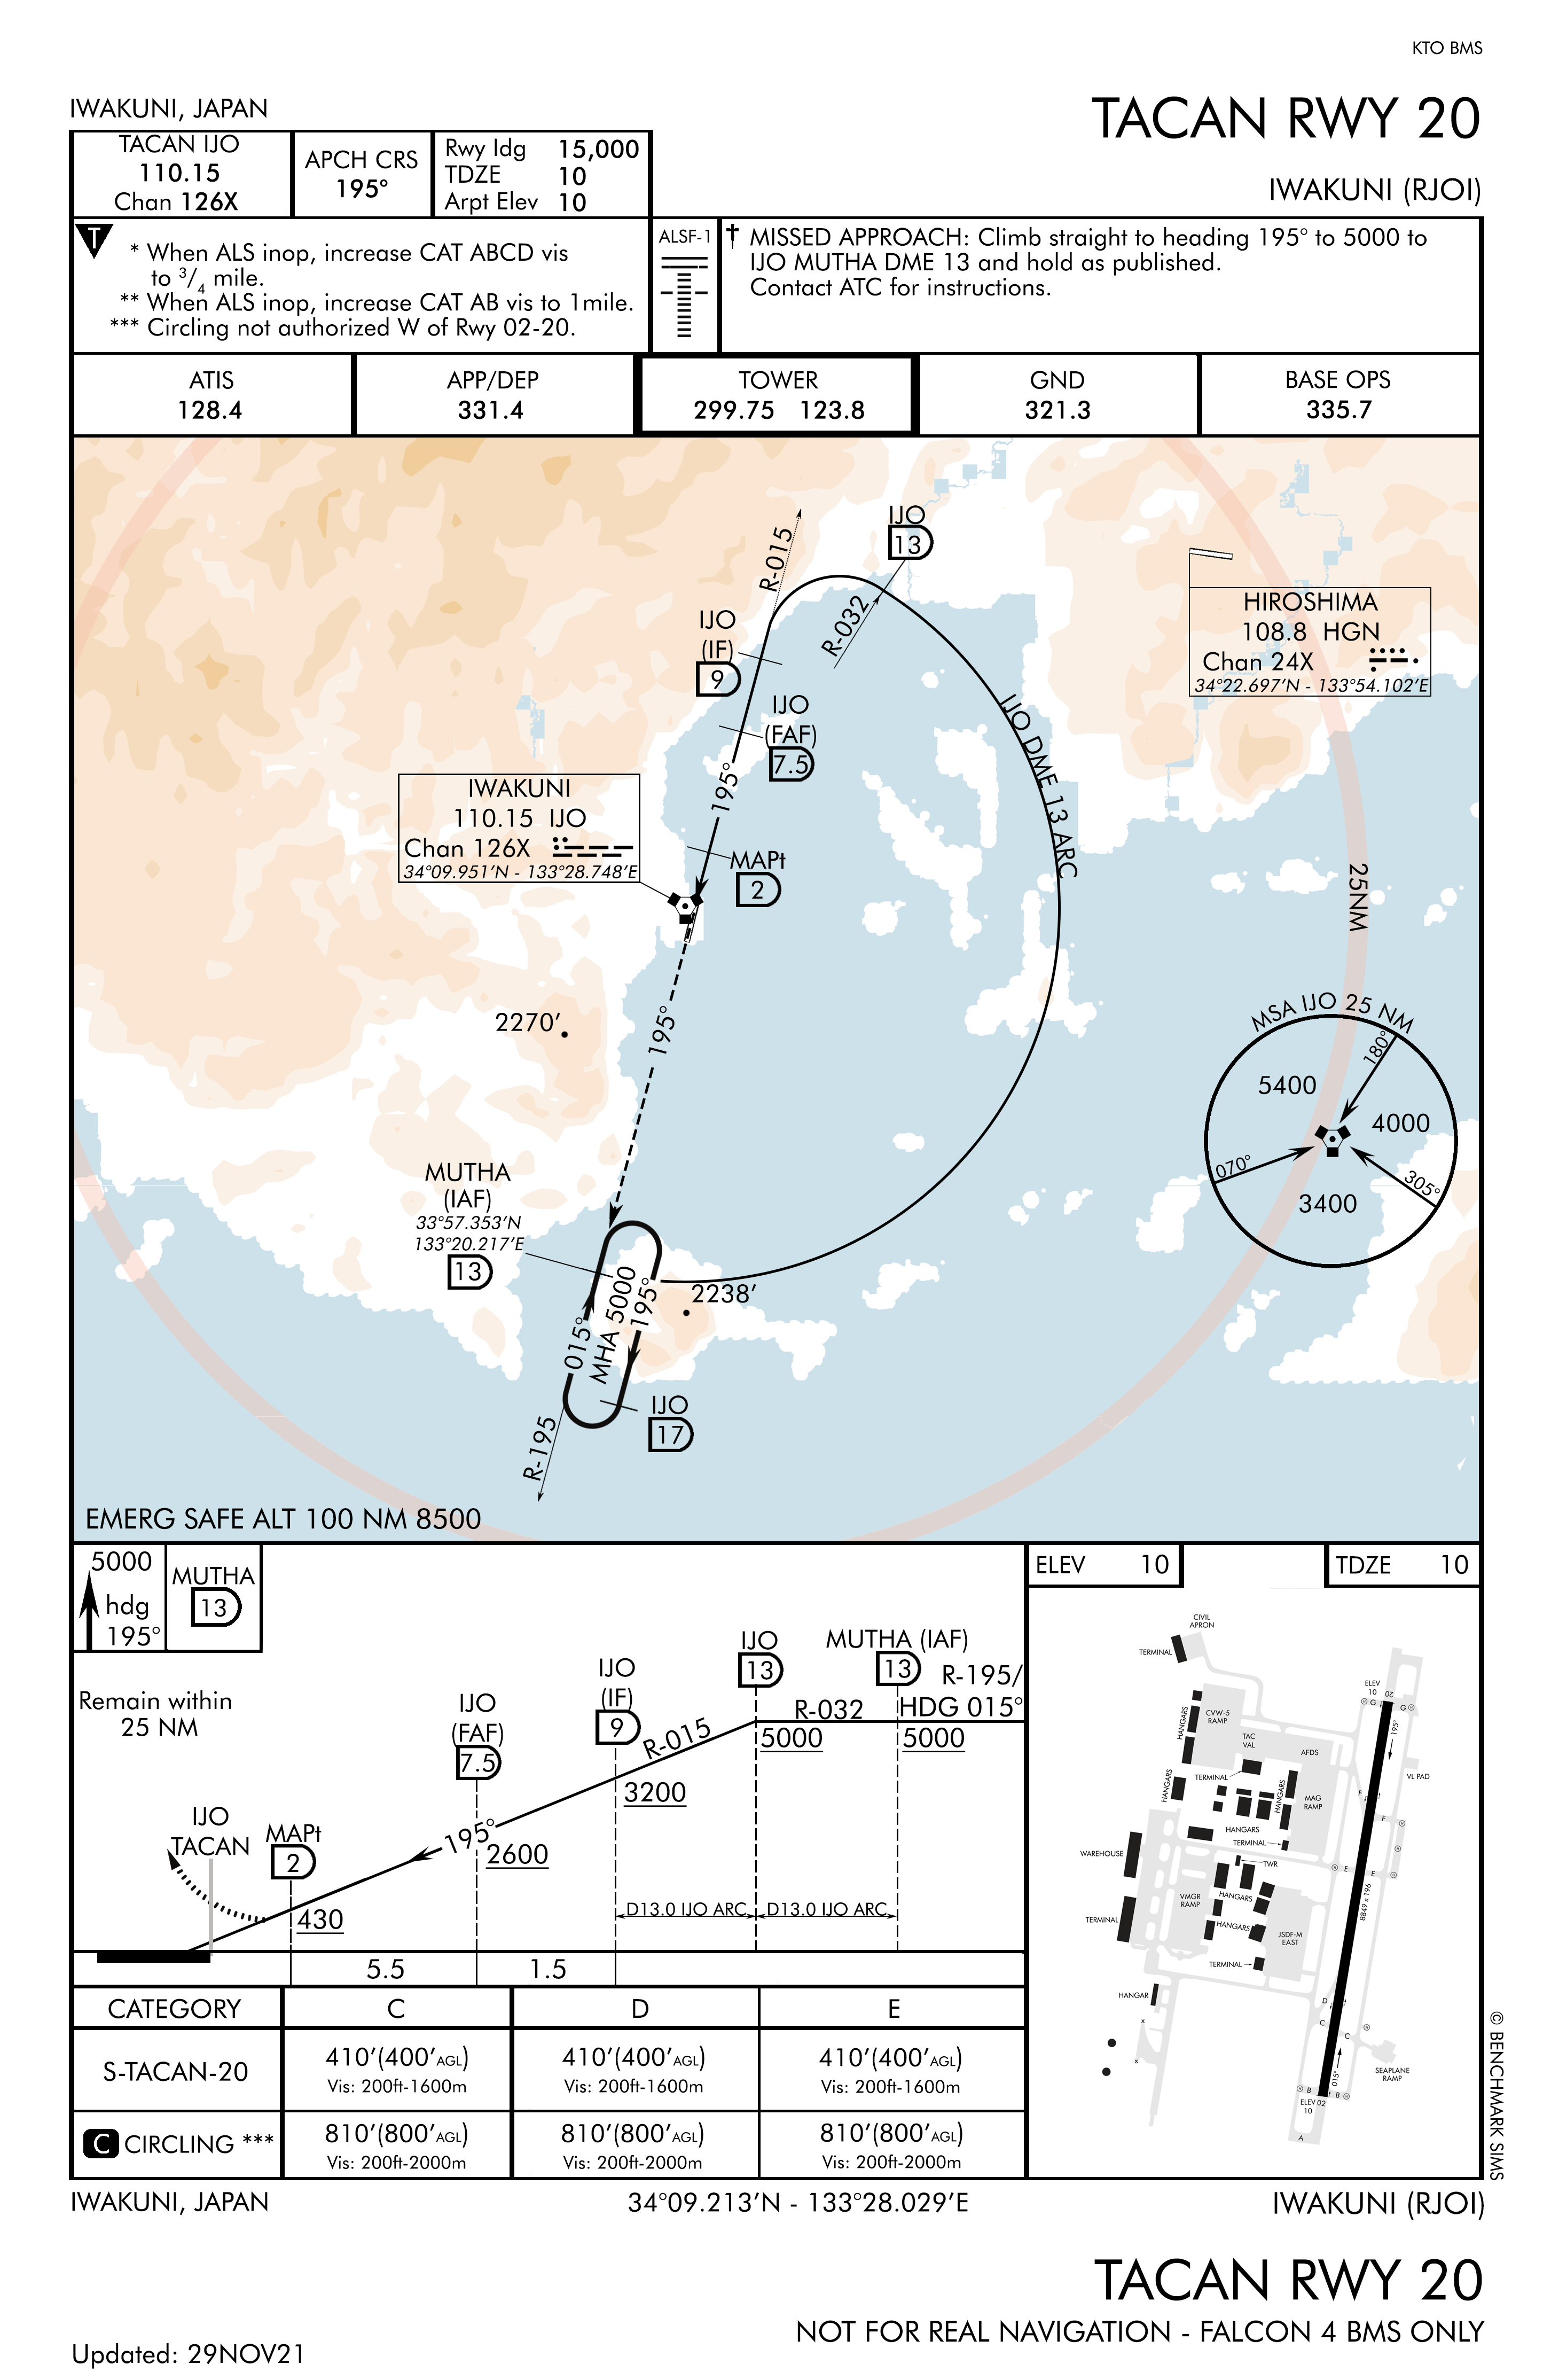 KTO BMS
IWAKUNI, JAPAN
TACAN RWY 20
IWAKUNI (RJOI)
TACAN IJO
110.15
Chan 126X
APCH CRS
195°
Rwy ldg 15,000
TDZE 10
Arpt Elev 10
T
* When ALS inop, increase CAT ABCD vis
to 3/4 mile.
** When ALS inop, increase CAT AB vis to 1mile.
*** Circling not authorized W of Rwy 02-20.
ALSF-1
† MISSED APPROACH: Climb straight to heading 195° to 5000 to
IJO MUTHA DME 13 and hold as published.
Contact ATC for instructions.
ATIS
128.4
APP/DEP
331.4
TOWER
299.75 123.8
GND
321.3
BASE OPS
335.7
IJO
13
R-015
R-032
IJO
(IF)
9
IJO
(FAF)
7.5
HIROSHIMA
108.8 HGN
Chan 24X
34°22.697'N - 133°54.102'E
IJO DME 13 ARC
195°
IWAKUNI
110.15 IJO
Chan 126X
34°09.951'N - 133°28.748'E
MAPt
2
25NM
2270'
195°
MSA IJO 25 NM
180°
5400
4000
070°
305°
3400
MUTHA
(IAF)
33°57.353'N
133°20.217'E
13
2238'
015°
MHA 5000
195°
IJO
17
R-195
EMERG SAFE ALT 100 NM 8500
5000
hdg
195°
MUTHA
13
Remain within
25 NM
IJO
TACAN
MAPt
2
430
IJO
(FAF)
7.5
195°
2600
IJO
(IF)
9
3200
R-015
IJO
13
5000
R-032
MUTHA (IAF)
13
R-195/
HDG 015°
5000
D13.0 IJO ARC
D13.0 IJO ARC
5.5
1.5
ELEV 10
TDZE 10
CIVIL
APRON
TERMINAL
ELEV
10
20
G
G
HANGARS
CVW-5
RAMP
TAC
VAL
AFDS
195°
VL PAD
TERMINAL
HANGARS
HANGARS
MAG
RAMP
F
F
HANGARS
TERMINAL
WAREHOUSE
TWR
E
E
VMGR
RAMP
HANGARS
8849 x 196
TERMINAL
HANGARS
JSDF-M
EAST
TERMINAL
HANGAR
D
C
C
x
x
SEAPLANE
RAMP
015°
B
B
ELEV 02
10
A
CATEGORY C D E
S-TACAN-20 410'(400'AGL) 410'(400'AGL) 410'(400'AGL)
Vis: 200ft-1600m Vis: 200ft-1600m Vis: 200ft-1600m
C CIRCLING *** 810'(800'AGL) 810'(800'AGL) 810'(800'AGL)
Vis: 200ft-2000m Vis: 200ft-2000m Vis: 200ft-2000m
© BENCHMARK SIMS
IWAKUNI, JAPAN
34°09.213'N - 133°28.029'E
IWAKUNI (RJOI)
TACAN RWY 20
NOT FOR REAL NAVIGATION - FALCON 4 BMS ONLY
Updated: 29NOV21